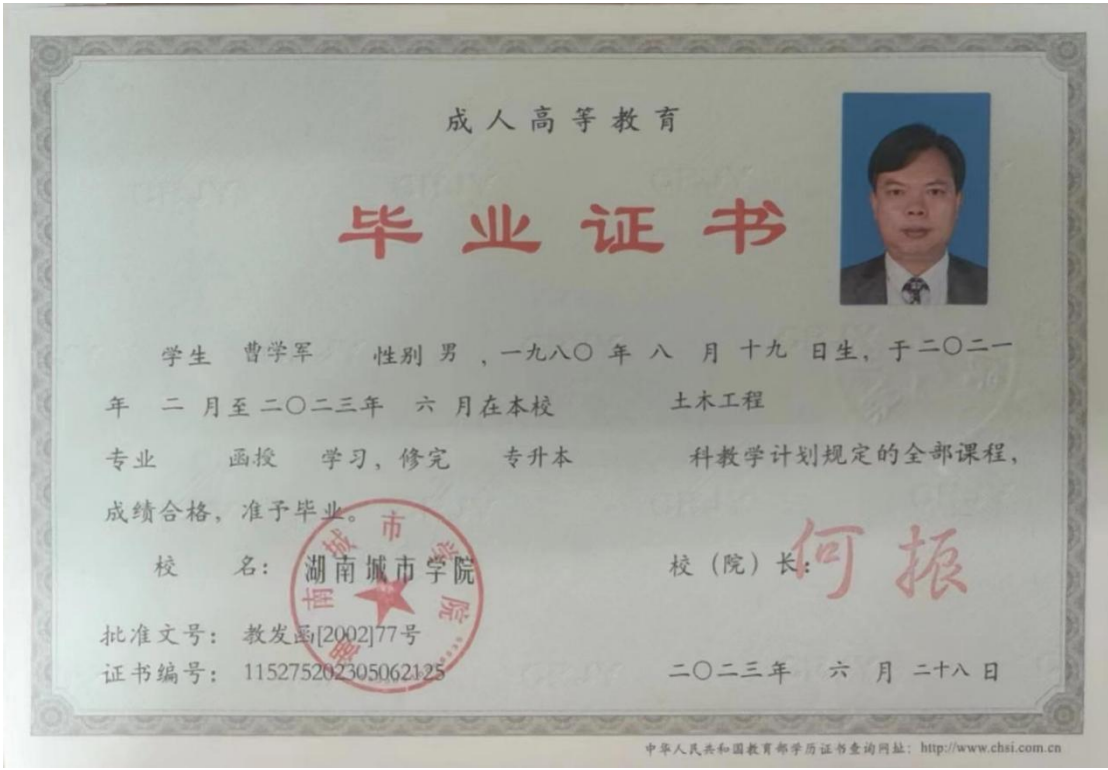 成人高等教育
毕业证书
学生 曹学军 性别 男 ，一九八〇 年 八 月 十九 日生，于二〇二一
年 二 月至二〇二三年 六 月在本校 土木工程
专业 函授 学习，修完 专升本 科教学计划规定的全部课程，
成绩合格，准予毕业。
校 名： 湖南城市学院
湖南城市学院
校（院）长：何振
批准文号： 教发函[2002]77号
证书编号： 115275202305062125
二〇二三年 六 月 二十八日
中华人民共和国教育部学历证书查询网址：http://www.chsi.com.cn